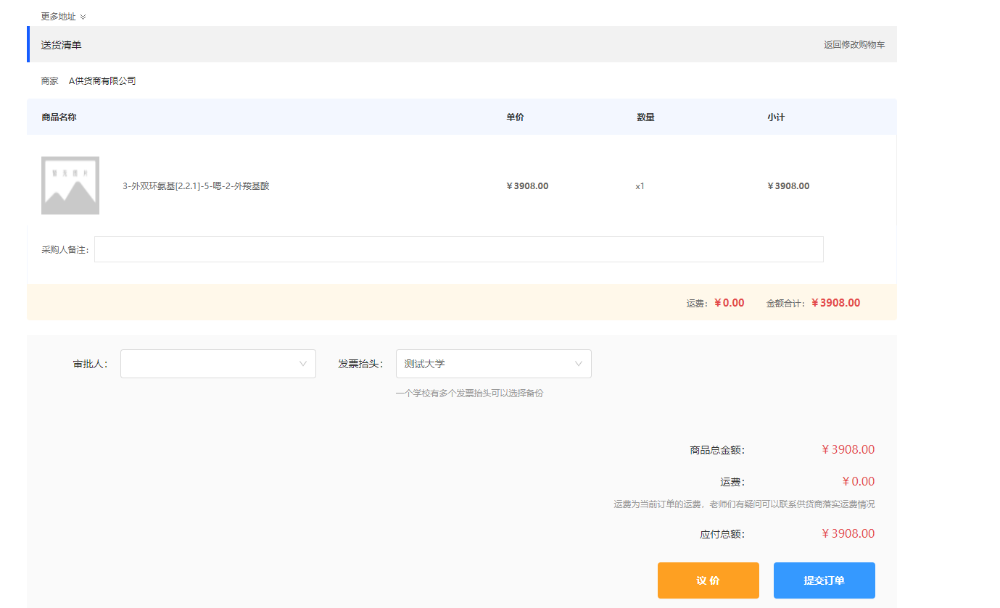 更多地址
送货清单 返回修改购物车
商家 A供货商有限公司
商品名称 单价 数量 小计
暂无图片
3-外双环氨基[2.2.1]-5-嗯-2-外羧基酸 ￥3908.00 x1 ￥3908.00
采购人备注：
运费：￥0.00 金额合计：￥3908.00
审批人： 发票抬头： 测试大学
一个学校有多个发票抬头可以选择备份
商品总金额： ￥3908.00
运费： ￥0.00
运费为当前订单的运费，老师们有疑问可以联系供货商落实运费情况
应付总额： ￥3908.00
议 价 提交订单